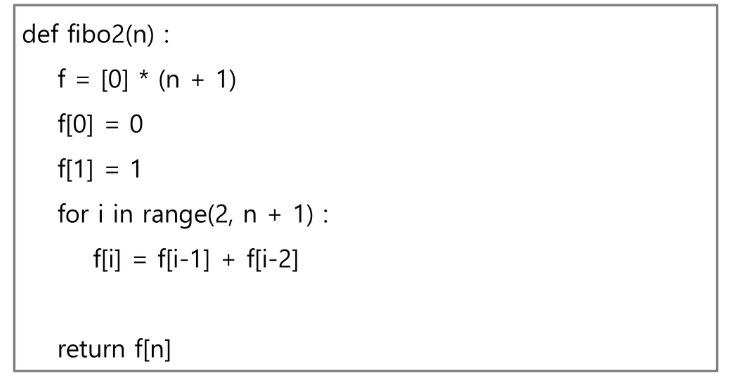 def fibo2(n) :
f = [0] * (n + 1)
f[0] = 0
f[1] = 1
for i in range(2, n + 1) :
f[i] = f[i-1] + f[i-2]
return f[n]